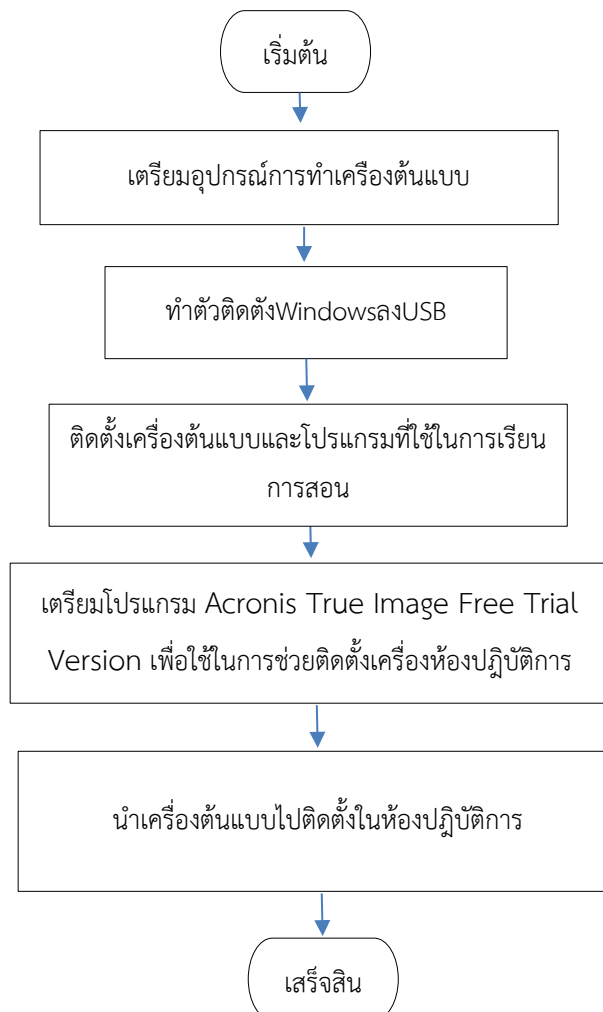 เริ่มต้น
เตรียมอุปกรณ์การทำเครื่องต้นแบบ
ทำตัวติดตังWindowsลงUSB
ติดตั้งเครื่องต้นแบบและโปรแกรมที่ใช้ในการเรียน
การสอน
เตรียมโปรแกรม Acronis True Image Free Trial
Version เพื่อใช้ในการช่วยติดตั้งเครื่องห้องปฎิบัติการ
นำเครื่องต้นแบบไปติดตั้งในห้องปฎิบัติการ
เสร็จสิน